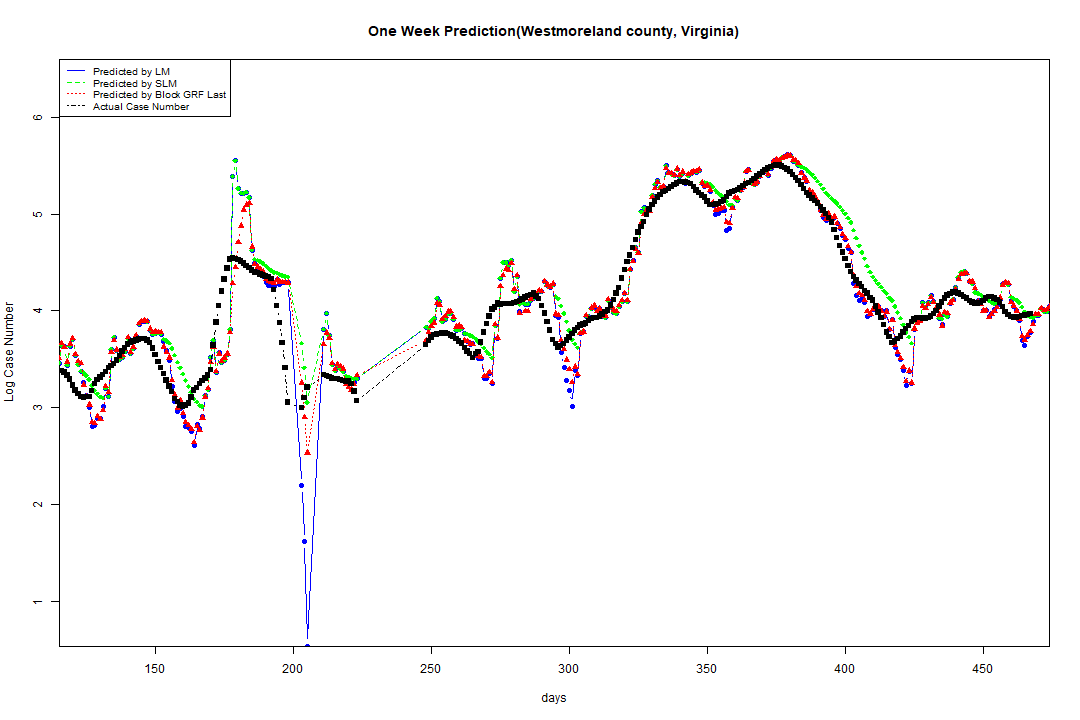 One Week Prediction(Westmoreland county, Virginia)
Predicted by LM
Predicted by SLM
Predicted by Block GRF Last
Actual Case Number
Log Case Number
6
5
4
3
2
1
150 200 250 300 350 400 450
days